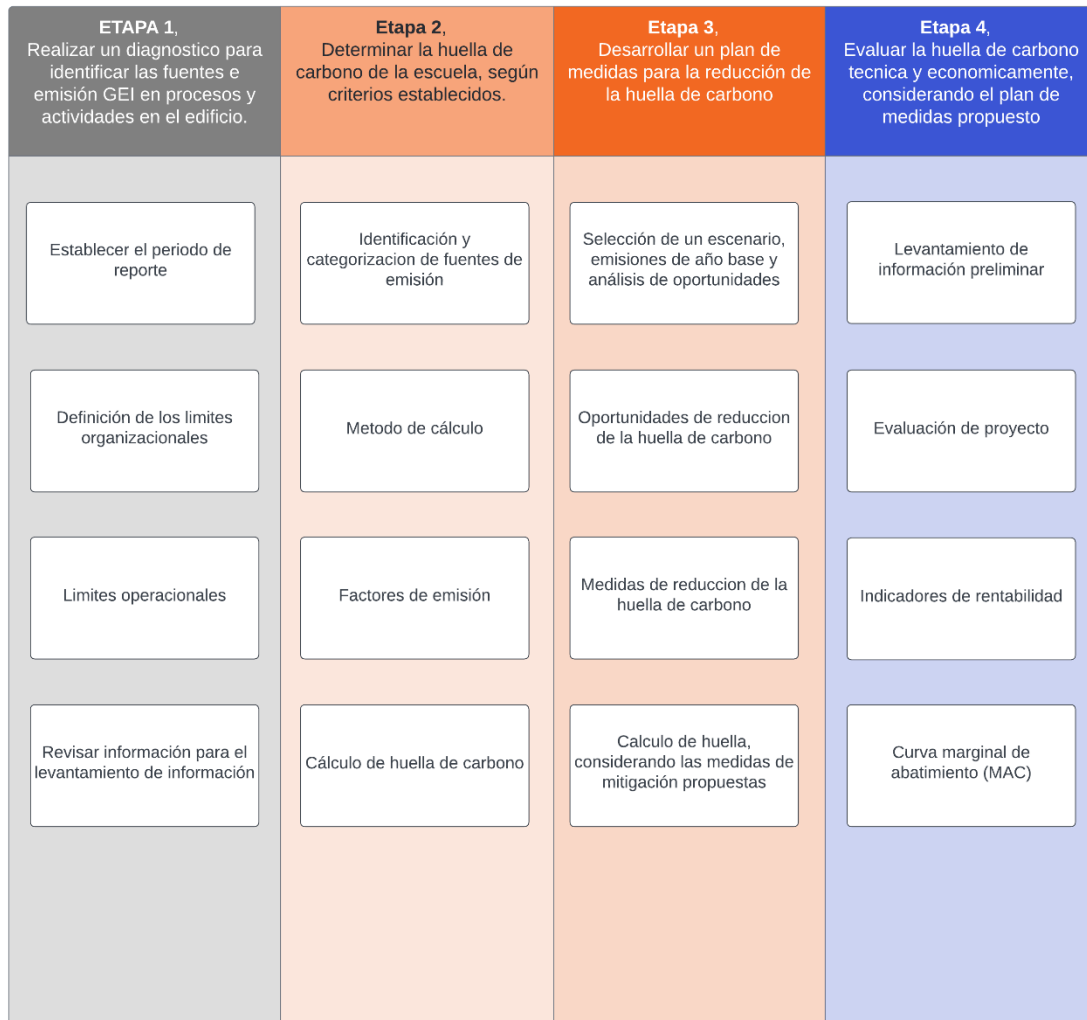 ETAPA 1,
Realizar un diagnostico para
identificar las fuentes e
emisión GEI en procesos y
actividades en el edificio.
Establecer el periodo de
reporte
Definición de los limites
organizacionales
Limites operacionales
Revisar información para el
levantamiento de información
Etapa 2,
Determinar la huella de
carbono de la escuela, según
criterios establecidos.
Identificación y
categorizacion de fuentes de
emisión
Metodo de cálculo
Factores de emisión
Cálculo de huella de carbono
Etapa 3,
Desarrollar un plan de
medidas para la reducción de
la huella de carbono
Selección de un escenario,
emisiones de año base y
análisis de oportunidades
Oportunidades de reduccion
de la huella de carbono
Medidas de reduccion de la
huella de carbono
Calculo de huella,
considerando las medidas de
mitigación propuestas
Etapa 4,
Evaluar la huella de carbono
tecnica y economicamente,
considerando el plan de
medidas propuesto
Levantamiento de
información preliminar
Evaluación de proyecto
Indicadores de rentabilidad
Curva marginal de
abatimiento (MAC)